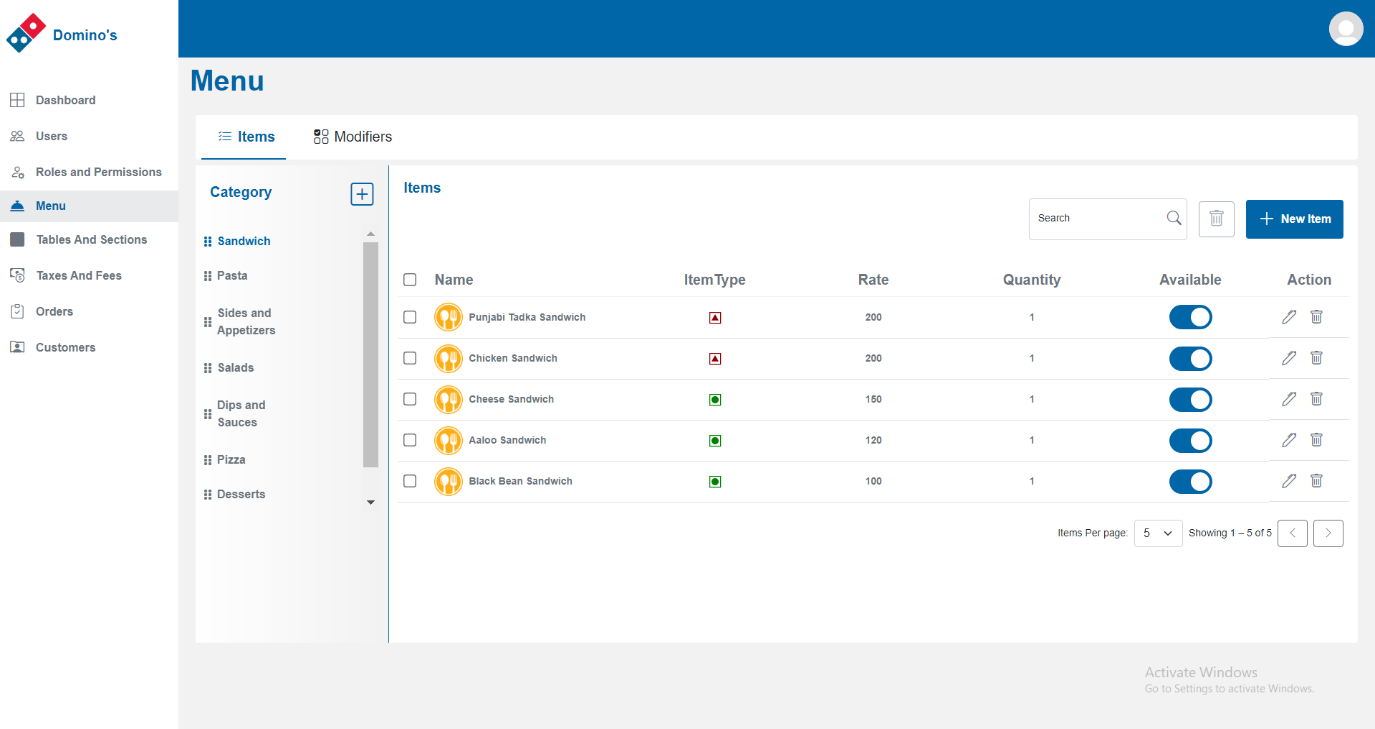 Domino's
Dashboard
Users
Roles and Permissions
Menu
Tables And Sections
Taxes And Fees
Orders
Customers
Menu
Items
Modifiers
Category
Sandwich
Pasta
Sides and
Appetizers
Salads
Dips and
Sauces
Pizza
Desserts
Items
Search
New Item
Name ItemType Rate Quantity Available Action
Punjabi Tadka Sandwich 200 1
Chicken Sandwich 200 1
Cheese Sandwich 150 1
Aaloo Sandwich 120 1
Black Bean Sandwich 100 1
Items Per page: 5 Showing 1 – 5 of 5
Activate Windows
Go to Settings to activate Windows.